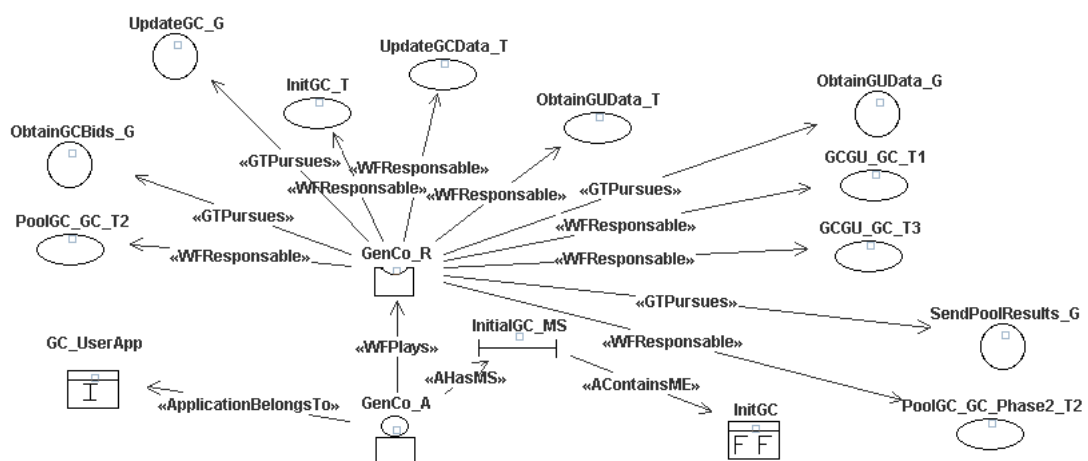 UpdateGC_G
UpdateGCData_T
InitGC_T
ObtainGUData_G
ObtainGUData_T
ObtainGCBids_G
GCGU_GC_T1
«GTPursues»
«WFResponsable»
«WFResponsable»
«WFResponsable»
«GTPursues»
«GTPursues»
PoolGC_GC_T2
«WFResponsable»
GCGU_GC_T3
«WFResponsable»
GenCo_R
«WFResponsable»
«GTPursues»
SendPoolResults_G
InitialGC_MS
GC_UserApp
«WFPlays»
«WFResponsable»
«AHasMS»
«AContainsME»
GenCo_A
«ApplicationBelongsTo»
InitGC
PoolGC_GC_Phase2_T2
I
F F